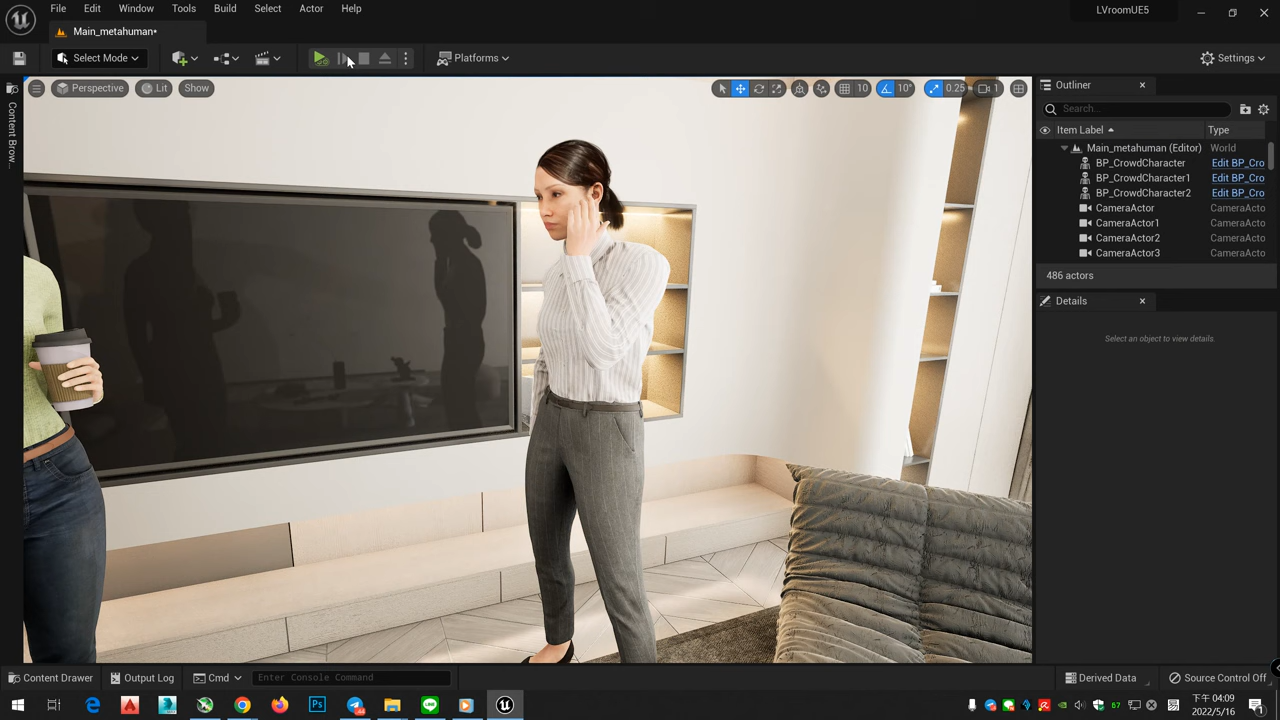 File Edit Window Tools Build Select Actor Help
LVroomUE5
Main_metahuman*
Select Mode
Platforms
Settings
Perspective
Lit
Show
10
10°
0.25
1
Content Brow...
Outliner
Search...
Item Label
Type
Main_metahuman (Editor) World
BP_CrowdCharacter Edit BP_Cro
BP_CrowdCharacter1 Edit BP_Cro
BP_CrowdCharacter2 Edit BP_Cro
CameraActor CameraActo
CameraActor1 CameraActo
CameraActor2 CameraActo
CameraActor3 CameraActo
486 actors
Details
Select an object to view details.
Content Drawer
Output Log
Cmd
Enter Console Command
Derived Data
Source Control Off
Ps
67
下午 04:09
2022/5/16